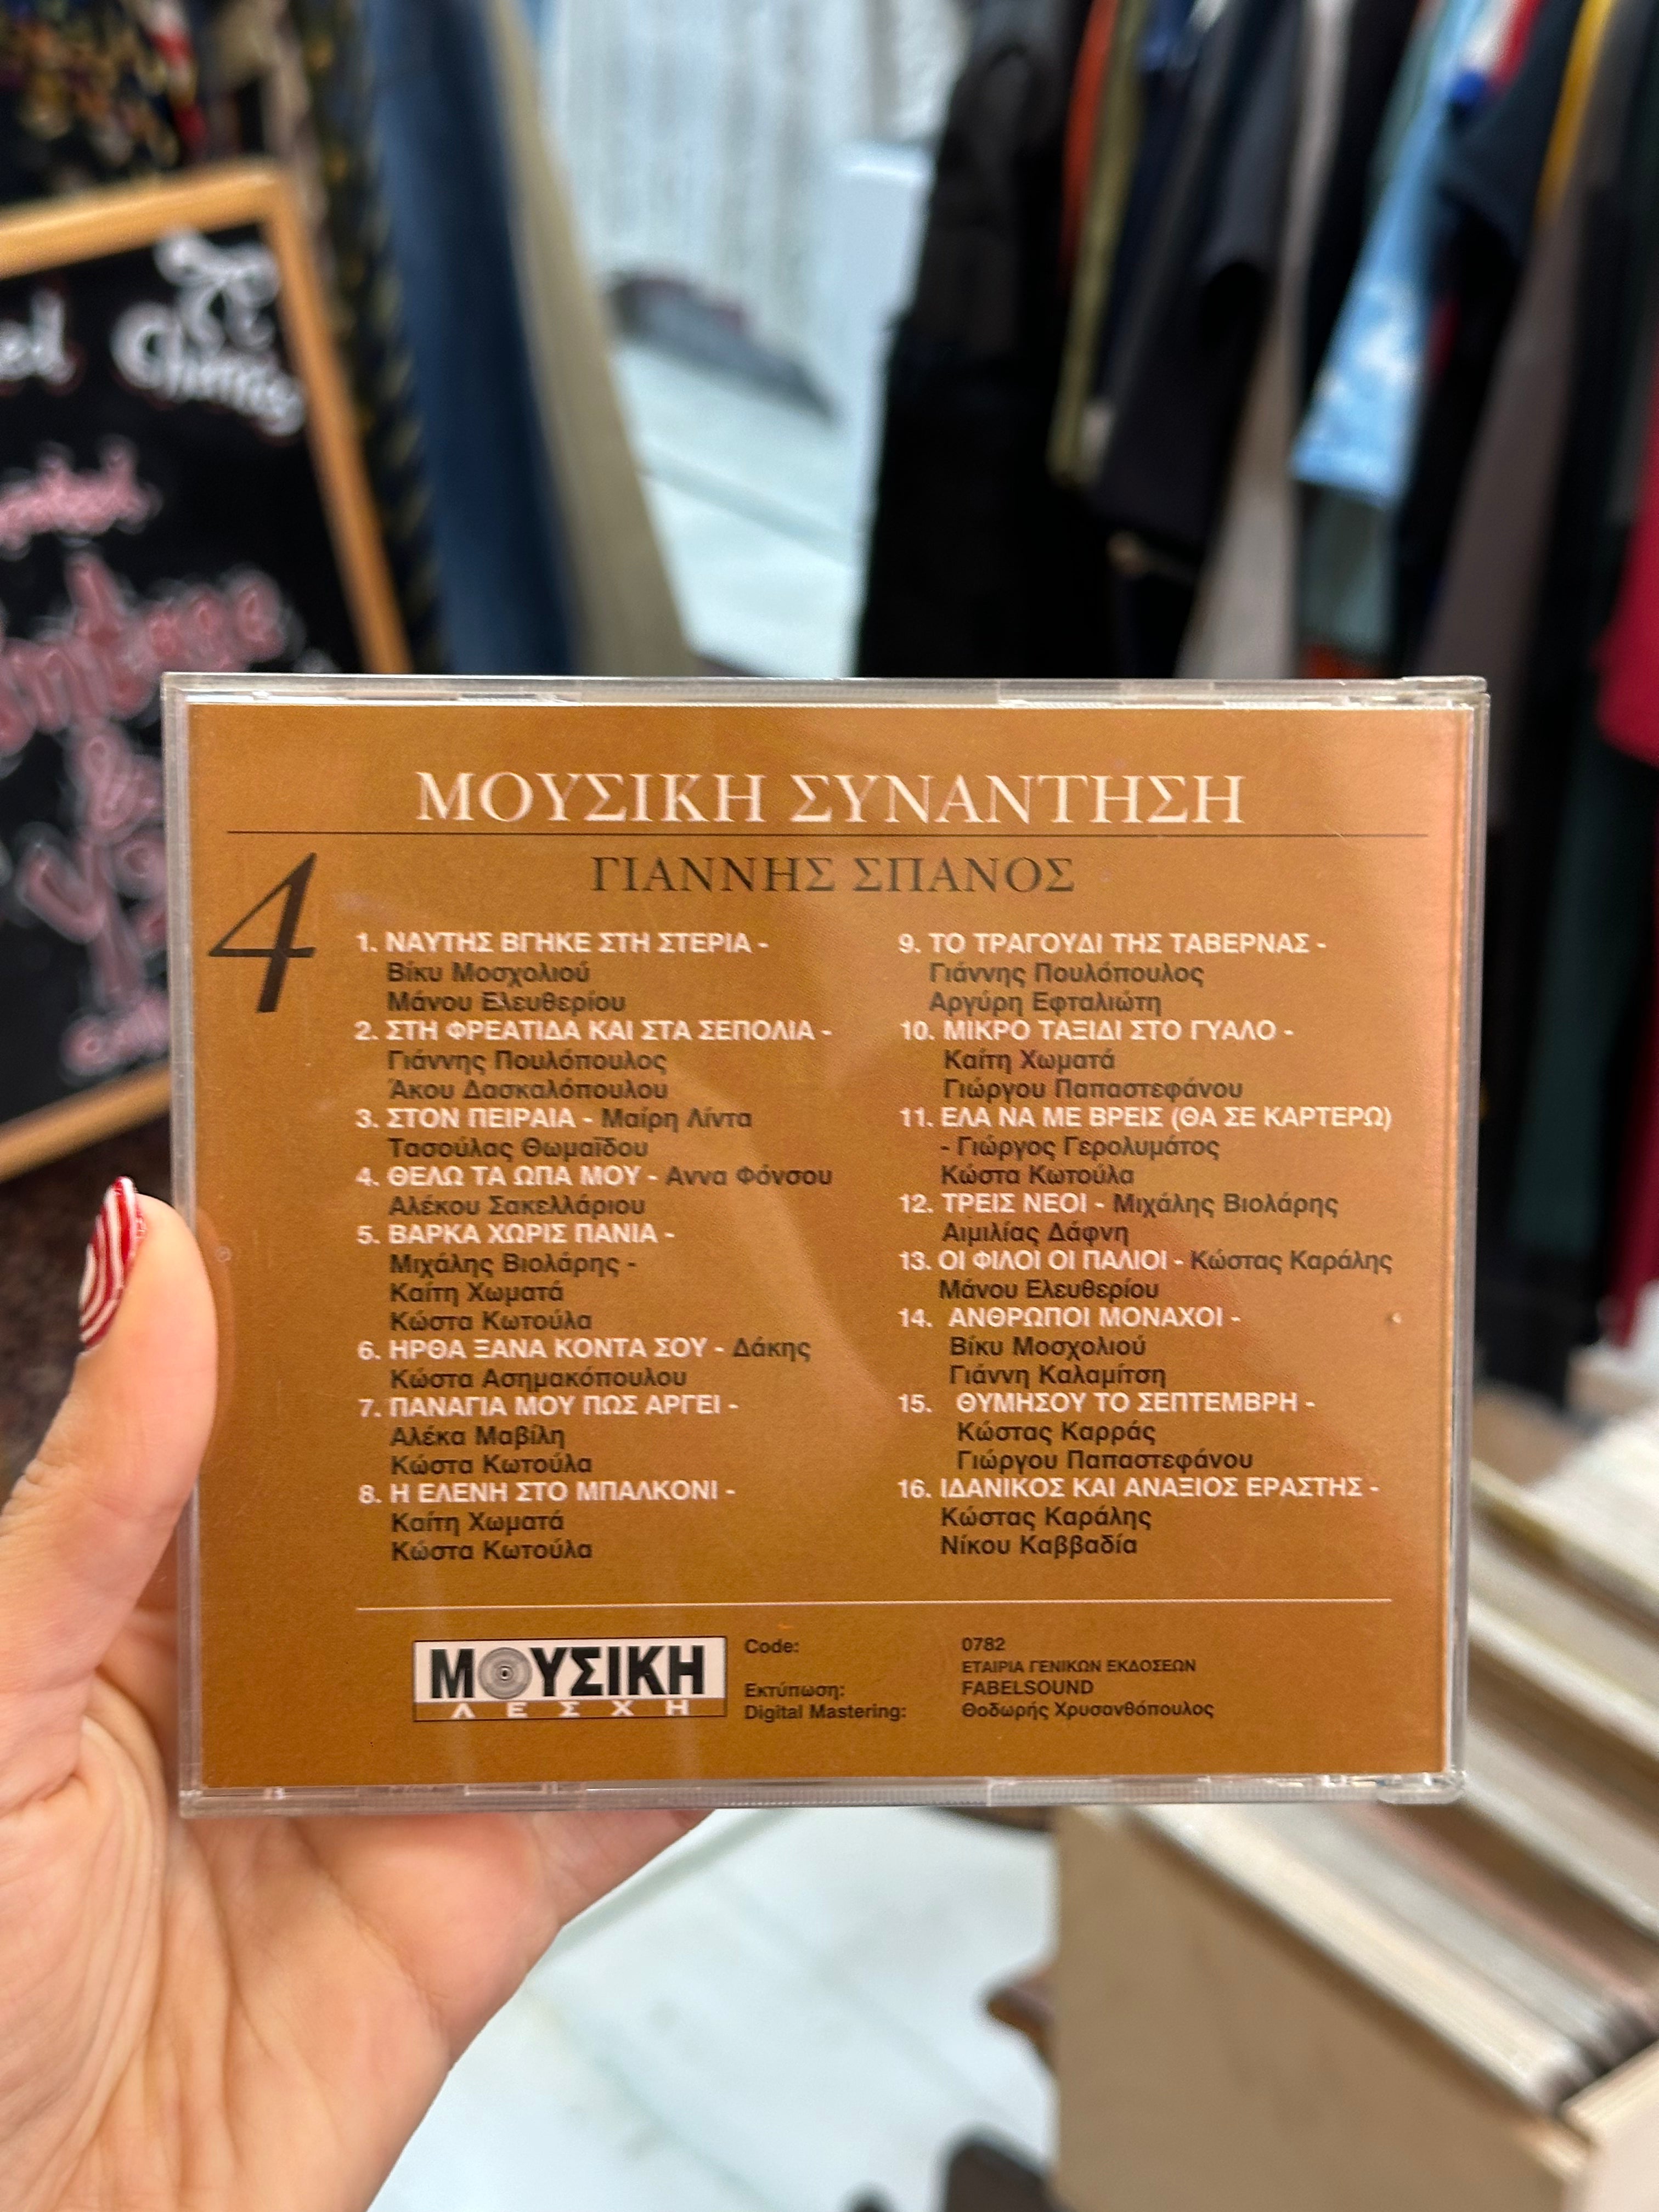 ΜΟΥΣΙΚΗ ΣΥΝΑΝΤΗΣΗ
4
ΓΙΑΝΝΗΣ ΣΠΑΝΟΣ
1. ΝΑΥΤΗΣ ΒΓΗΚΕ ΣΤΗ ΣΤΕΡΙΑ -
Βίκυ Μοσχολιού
Μάνου Ελευθερίου
2. ΣΤΗ ΦΡΕΑΤΙΔΑ ΚΑΙ ΣΤΑ ΣΕΠΟΛΙΑ -
Γιάννης Πουλόπουλος
Άκου Δασκαλόπουλου
3. ΣΤΟΝ ΠΕΙΡΑΙΑ - Μαίρη Λίντα
Τασούλας Θωμαΐδου
4. ΘΕΛΩ ΤΑ ΩΠΑ ΜΟΥ - Αννα Φόνσου
Αλέκου Σακελλάριου
5. ΒΑΡΚΑ ΧΩΡΙΣ ΠΑΝΙΑ -
Μιχάλης Βιολάρης -
Καίτη Χωματά
Κώστα Κωτούλα
6. ΗΡΘΑ ΞΑΝΑ ΚΟΝΤΑ ΣΟΥ - Δάκης
Κώστα Ασημακόπουλου
7. ΠΑΝΑΓΙΑ ΜΟΥ ΠΩΣ ΑΡΓΕΙ -
Αλέκα Μαβίλη
Κώστα Κωτούλα
8. Η ΕΛΕΝΗ ΣΤΟ ΜΠΑΛΚΟΝΙ -
Καίτη Χωματά
Κώστα Κωτούλα
9. ΤΟ ΤΡΑΓΟΥΔΙ ΤΗΣ ΤΑΒΕΡΝΑΣ -
Γιάννης Πουλόπουλος
Αργύρη Εφταλιώτη
10. ΜΙΚΡΟ ΤΑΞΙΔΙ ΣΤΟ ΓΥΑΛΟ -
Καίτη Χωματά
Γιώργου Παπαστεφάνου
11. ΕΛΑ ΝΑ ΜΕ ΒΡΕΙΣ (ΘΑ ΣΕ ΚΑΡΤΕΡΩ)
- Γιώργος Γερολυμάτος
Κώστα Κωτούλα
12. ΤΡΕΙΣ ΝΕΟΙ - Μιχάλης Βιολάρης
Αιμιλίας Δάφνη
13. ΟΙ ΦΙΛΟΙ ΟΙ ΠΑΛΙΟΙ - Κώστας Καράλης
Μάνου Ελευθερίου
14. ΑΝΘΡΩΠΟΙ ΜΟΝΑΧΟΙ -
Βίκυ Μοσχολιού
Γιάννη Καλαμίτση
15. ΘΥΜΗΣΟΥ ΤΟ ΣΕΠΤΕΜΒΡΗ -
Κώστας Καρράς
Γιώργου Παπαστεφάνου
16. ΙΔΑΝΙΚΟΣ ΚΑΙ ΑΝΑΞΙΟΣ ΕΡΑΣΤΗΣ -
Κώστας Καράλης
Νίκου Καββαδία
ΜΟΥΣΙΚΗ
ΛΕΣΧΗ
Code: 0782
ΕΤΑΙΡΙΑ ΓΕΝΙΚΩΝ ΕΚΔΟΣΕΩΝ
Εκτύπωση: FABELSOUND
Digital Mastering: Θοδωρής Χρυσανθόπουλος